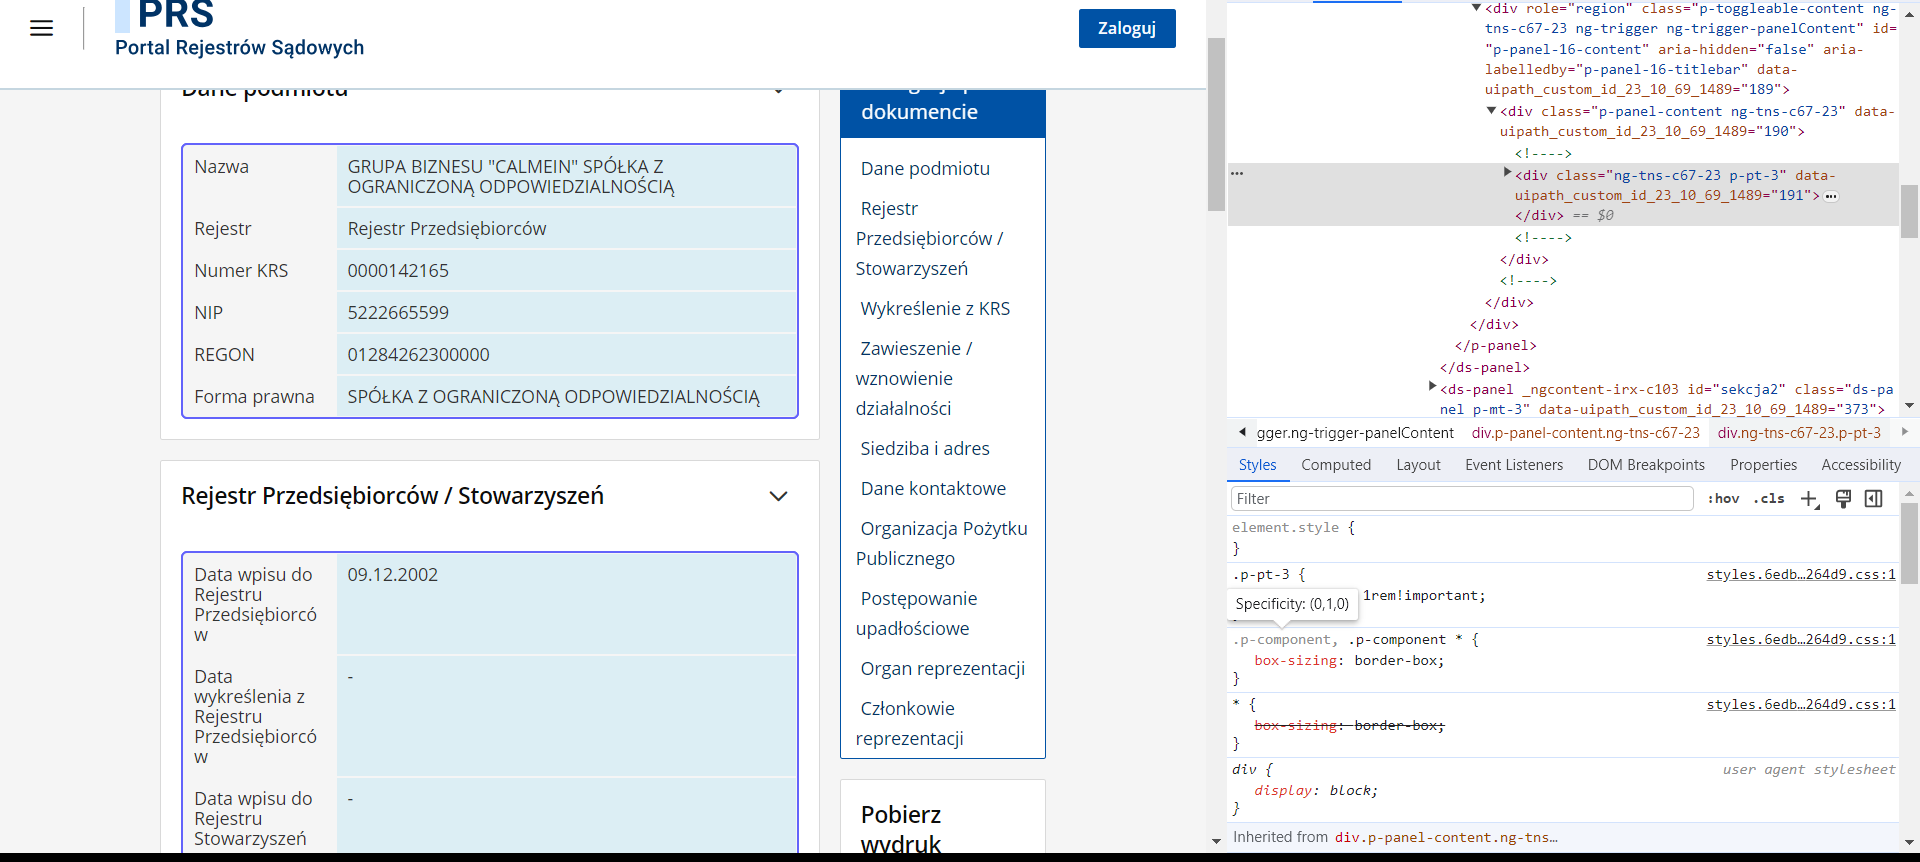 PRS
Portal Rejestrów Sądowych
Zaloguj
Dane podmiotu
Nazwa
GRUPA BIZNESU "CALMEIN" SPÓŁKA Z
OGRANICZONĄ ODPOWIEDZIALNOŚCIĄ
Rejestr
Rejestr Przedsiębiorców
Numer KRS
0000142165
NIP
5222665599
REGON
01284262300000
Forma prawna
SPÓŁKA Z OGRANICZONĄ ODPOWIEDZIALNOŚCIĄ
Rejestr Przedsiębiorców / Stowarzyszeń
Data wpisu do
Rejestru
Przedsiębiorcó
w
09.12.2002
Data
wykreślenia z
Rejestru
Przedsiębiorcó
w
-
Data wpisu do
Rejestru
Stowarzyszeń
-
dokumencie
Dane podmiotu
Rejestr
Przedsiębiorców /
Stowarzyszeń
Wykreślenie z KRS
Zawieszenie /
wznowienie
działalności
Siedziba i adres
Dane kontaktowe
Organizacja Pożytku
Publicznego
Postępowanie
upadłościowe
Organ reprezentacji
Członkowie
reprezentacji
Pobierz
wydruk
<div role="region" class="p-toggleable-content ng-
tns-c67-23 ng-trigger ng-trigger-panelContent" id=
"p-panel-16-content" aria-hidden="false" aria-
labelledby="p-panel-16-titlebar" data-
uipath_custom_id_23_10_69_1489="189">
<div class="p-panel-content ng-tns-c67-23" data-
uipath_custom_id_23_10_69_1489="190">
<!---->
<div class="ng-tns-c67-23 p-pt-3" data-
uipath_custom_id_23_10_69_1489="191">
</div> == $0
<!---->
</div>
<!---->
</div>
</div>
</p-panel>
</ds-panel>
<ds-panel _ngcontent-irx-c103 id="sekcja2" class="ds-pa
nel p-mt-3" data-uipath_custom_id_23_10_69_1489="373">
gger.ng-trigger-panelContent div.p-panel-content.ng-tns-c67-23 div.ng-tns-c67-23.p-pt-3
Styles Computed Layout Event Listeners DOM Breakpoints Properties Accessibility
Filter
:hov .cls
element.style {
}
.p-pt-3 {
styles.6edb…264d9.css:1
1rem!important;
Specificity: (0,1,0)
.p-component, .p-component * {
styles.6edb…264d9.css:1
box-sizing: border-box;
}
* {
styles.6edb…264d9.css:1
box-sizing: border-box;
}
div {
user agent stylesheet
display: block;
}
Inherited from div.p-panel-content.ng-tns…